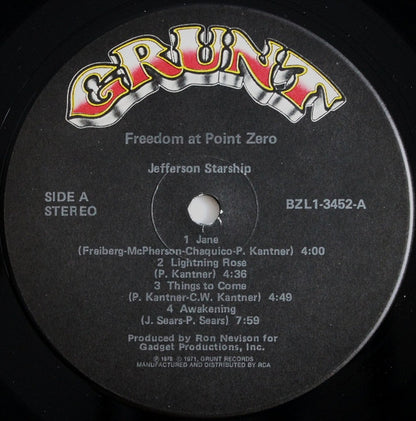 GRUNT
Freedom at Point Zero
Jefferson Starship
SIDE A
STEREO
BZL1-3452-A
1 Jane
(Freiberg-McPherson-Chaquico-P. Kantner) 4:00
2 Lightning Rose
(P. Kantner) 4:36
3 Things to Come
(P. Kantner-C.W. Kantner) 4:49
4 Awakening
(J. Sears-P. Sears) 7:59
Produced by Ron Nevison for
Gadget Productions, Inc.
© 1971, GRUNT RECORDS
MANUFACTURED AND DISTRIBUTED BY RCA